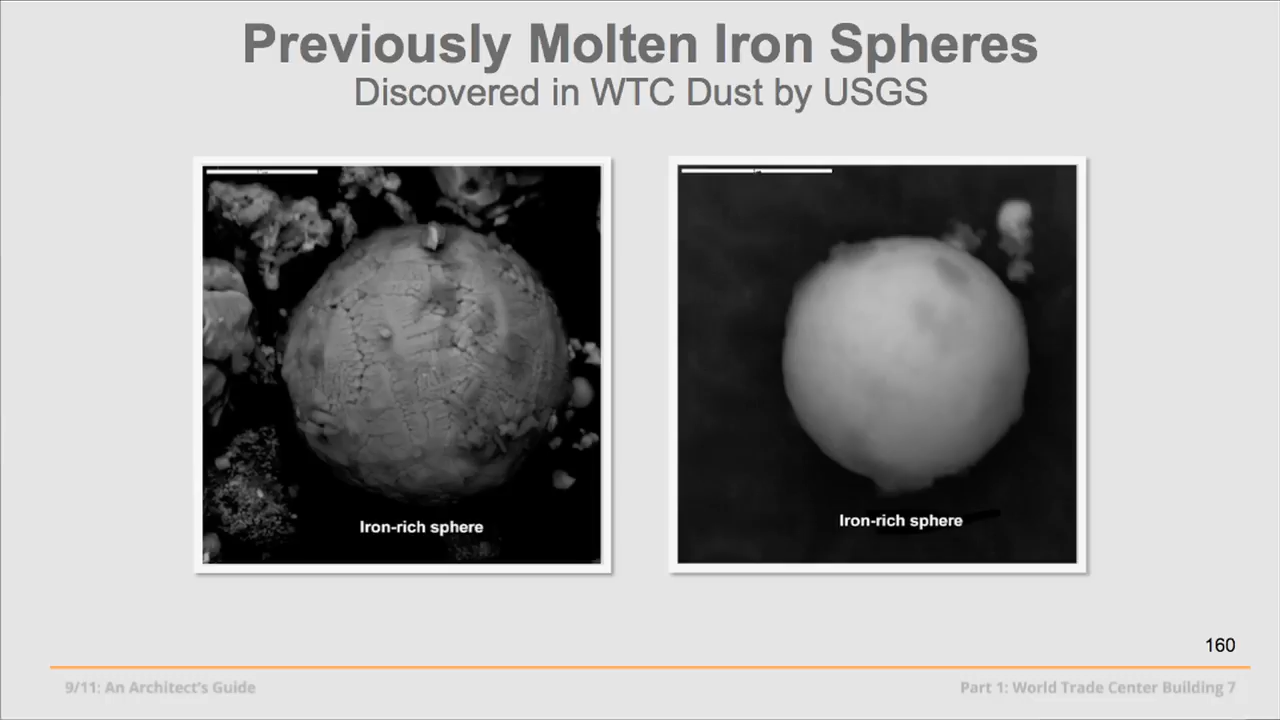 Previously Molten Iron Spheres
Discovered in WTC Dust by USGS
Iron-rich sphere
Iron-rich sphere
160
9/11: An Architect's Guide
Part 1: World Trade Center Building 7